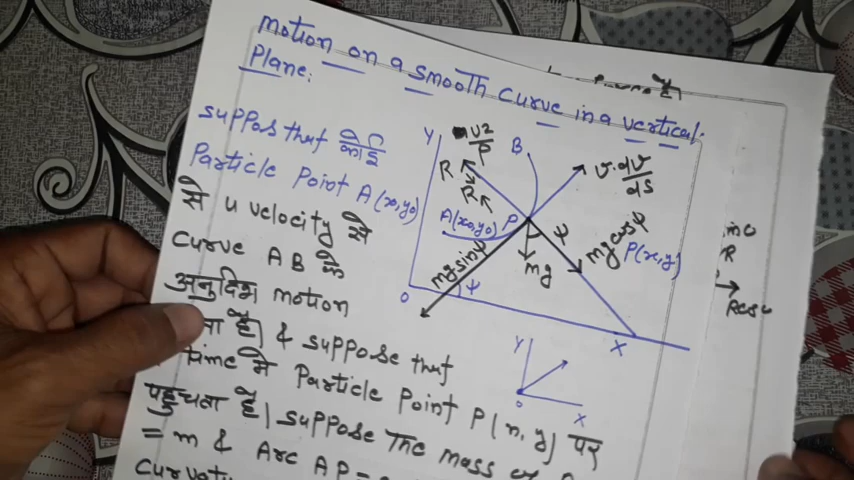 motion on a smooth curve in a vertical.
Plane:
suppos that कोई
Particle Point A(x₀,y₀)
से u velocity से
curve AB के
अनुदिश motion
ता है। & suppose that
time मे Particle Point P(x,y) पर
पहुचता है। suppose The mass
= m & Arc AP =
Y
v²/ρ
B
v.dv/ds
R
R
A(x₀,y₀)
P
ψ
mg cosψ
P(x,y)
mg sinψ
mg
O
ψ
X
Y
O
X
R